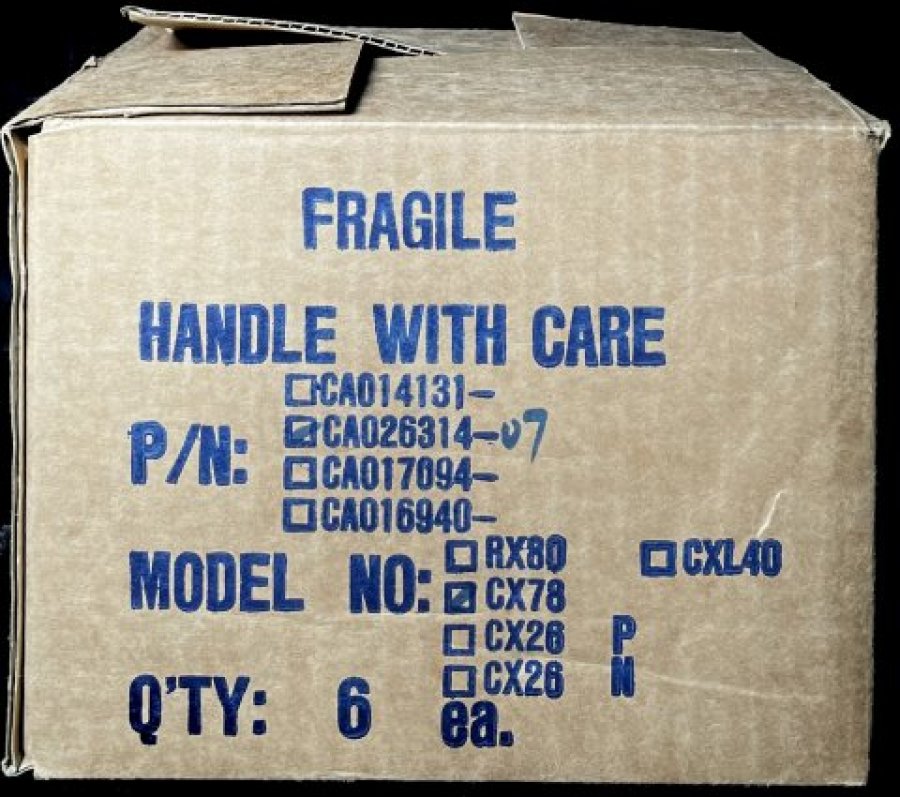 FRAGILE
HANDLE WITH CARE
P/N:
☐CA014131-
☑CA026314-07
☐CA017094-
☐CA016940-
MODEL NO:
☐ RX80 ☐ CXL40
☑ CX78
☐ CX26 P
☐ CX26 N
Q'TY: 6 ea.